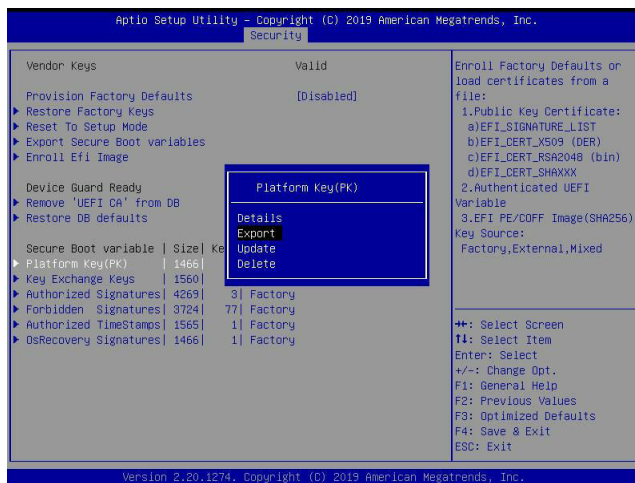 Aptio Setup Utility – Copyright (C) 2019 American Megatrends, Inc.
Security
Vendor Keys Valid
Provision Factory Defaults [Disabled]
Restore Factory Keys
Reset To Setup Mode
Export Secure Boot variables
Enroll Efi Image
Device Guard Ready
Remove 'UEFI CA' from DB
Restore DB defaults
Secure Boot variable | Size| Ke
Platform Key(PK) | 1466|
Key Exchange Keys | 1560|
Authorized Signatures| 4269| 3| Factory
Forbidden Signatures| 3724| 77| Factory
Authorized TimeStamps| 1565| 1| Factory
OsRecovery Signatures| 1466| 1| Factory
Platform Key(PK)
Details
Export
Update
Delete
Enroll Factory Defaults or
load certificates from a
file:
1.Public Key Certificate:
a)EFI_SIGNATURE_LIST
b)EFI_CERT_X509 (DER)
c)EFI_CERT_RSA2048 (bin)
d)EFI_CERT_SHAXXX
2.Authenticated UEFI
Variable
3.EFI PE/COFF Image(SHA256)
Key Source:
Factory,External,Mixed
→←: Select Screen
↑↓: Select Item
Enter: Select
+/-: Change Opt.
F1: General Help
F2: Previous Values
F3: Optimized Defaults
F4: Save & Exit
ESC: Exit
Version 2.20.1274. Copyright (C) 2019 American Megatrends, Inc.